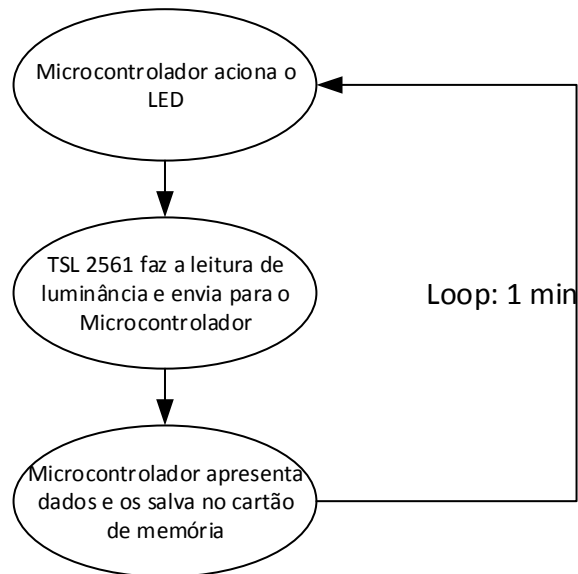 Microcontrolador aciona o
LED
TSL 2561 faz a leitura de
luminância e envia para o
Microcontrolador
Loop: 1 min
Microcontrolador apresenta
dados e os salva no cartão
de memória